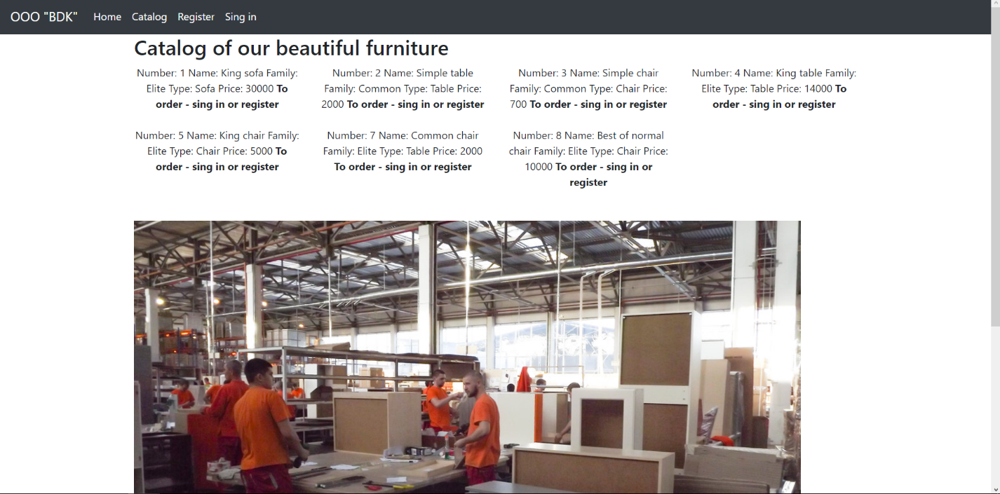 OOO "BDK" Home Catalog Register Sing in
Catalog of our beautiful furniture
Number: 1 Name: King sofa Family:
Elite Type: Sofa Price: 30000 To
order - sing in or register
Number: 2 Name: Simple table
Family: Common Type: Table Price:
2000 To order - sing in or register
Number: 3 Name: Simple chair
Family: Common Type: Chair Price:
700 To order - sing in or register
Number: 4 Name: King table Family:
Elite Type: Table Price: 14000 To
order - sing in or register
Number: 5 Name: King chair Family:
Elite Type: Chair Price: 5000 To
order - sing in or register
Number: 7 Name: Common chair
Family: Elite Type: Table Price: 2000
To order - sing in or register
Number: 8 Name: Best of normal
chair Family: Elite Type: Chair Price:
10000 To order - sing in or
register